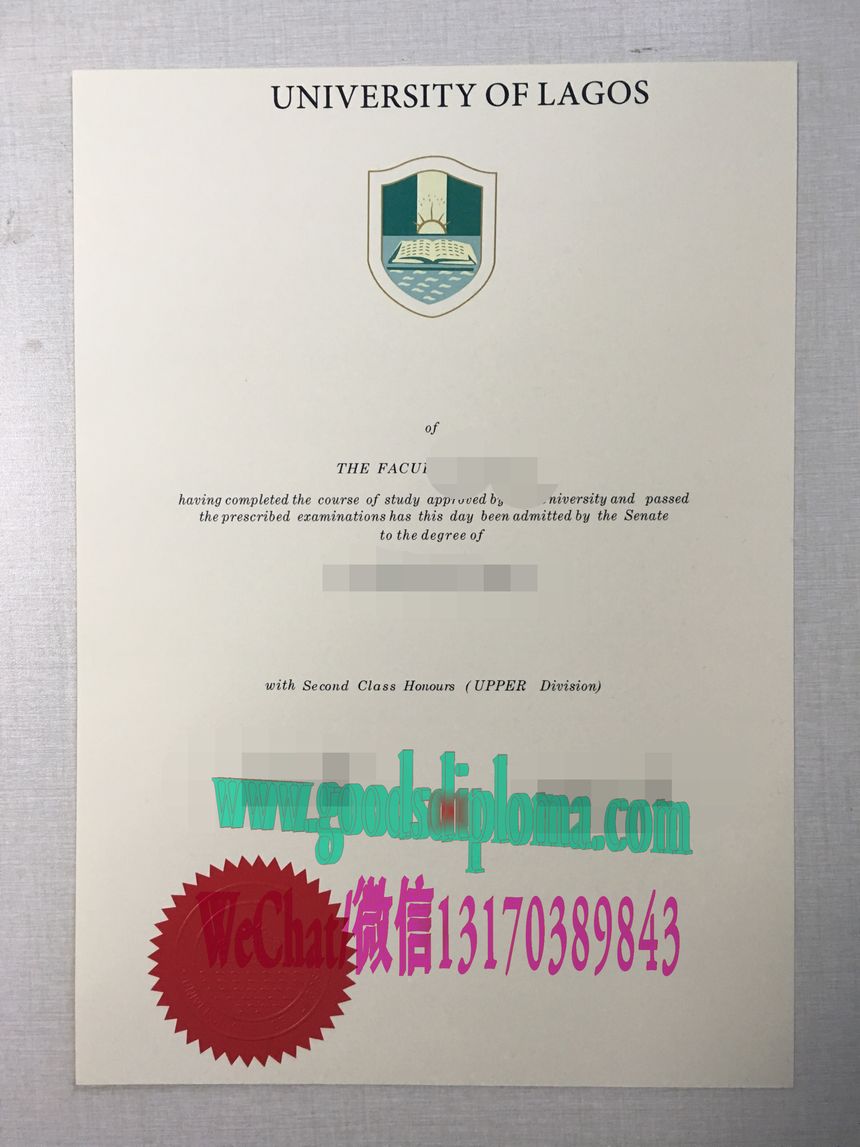 UNIVERSITY OF LAGOS
of
THE FACU
having completed the course of study approved by niversity and passed
the prescribed examinations has this day been admitted by the Senate
to the degree of
with Second Class Honours (UPPER Division)
www.goodsdiploma.com
WeChat/微信13170389843